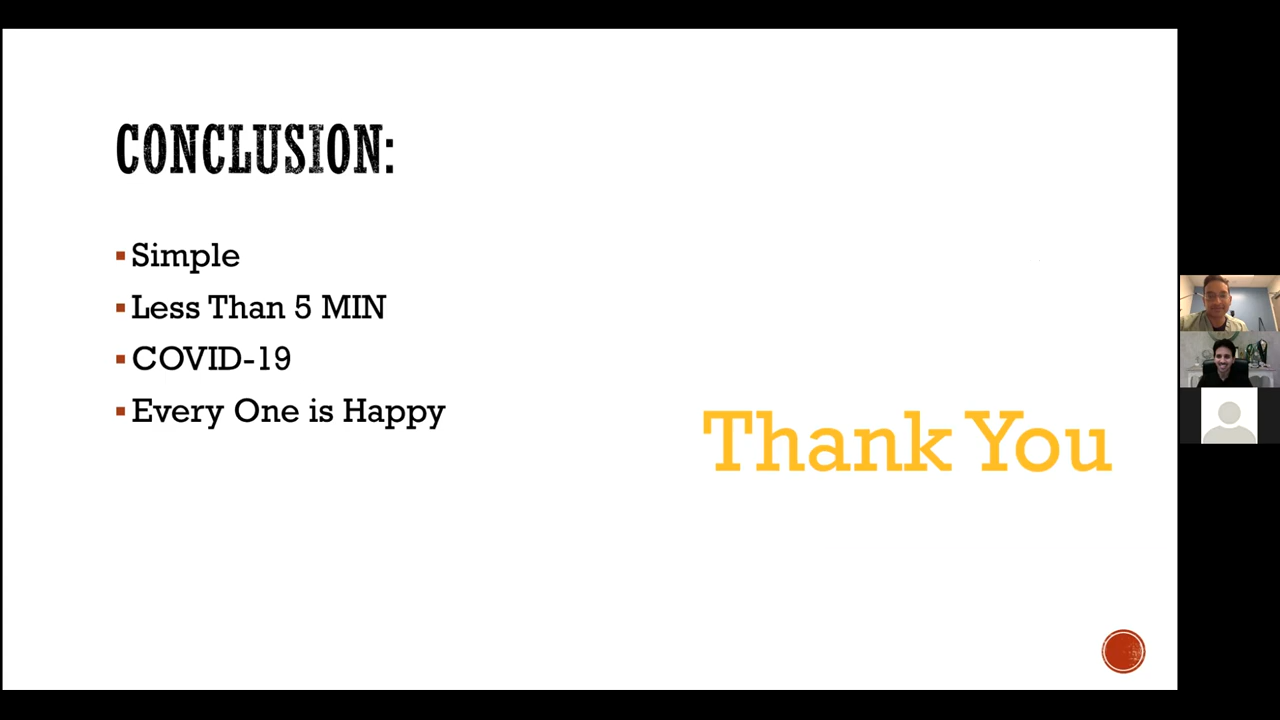 CONCLUSION:
Simple
Less Than 5 MIN
COVID-19
Every One is Happy
Thank You